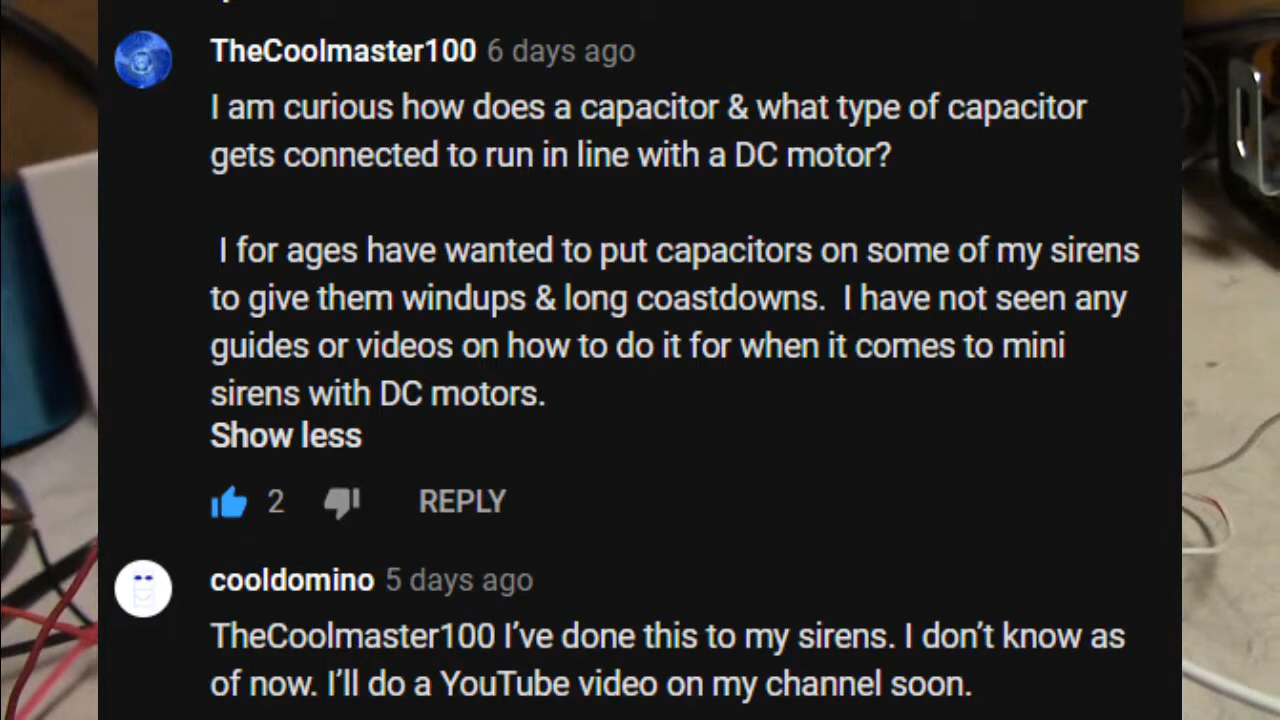 TheCoolmaster100 6 days ago
I am curious how does a capacitor & what type of capacitor
gets connected to run in line with a DC motor?
I for ages have wanted to put capacitors on some of my sirens
to give them windups & long coastdowns. I have not seen any
guides or videos on how to do it for when it comes to mini
sirens with DC motors.
Show less
2 REPLY
cooldomino 5 days ago
TheCoolmaster100 I’ve done this to my sirens. I don’t know as
of now. I’ll do a YouTube video on my channel soon.